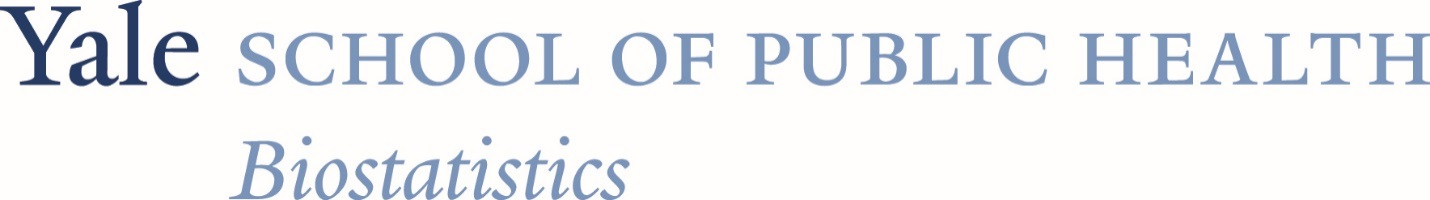 Yale SCHOOL OF PUBLIC HEALTH
Biostatistics